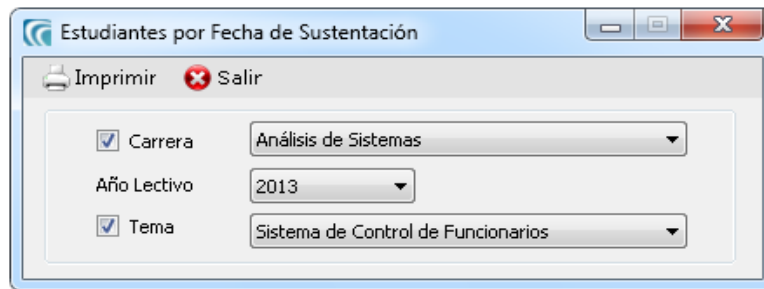 Estudiantes por Fecha de Sustentación
Imprimir Salir
Carrera Análisis de Sistemas
Año Lectivo 2013
Tema Sistema de Control de Funcionarios